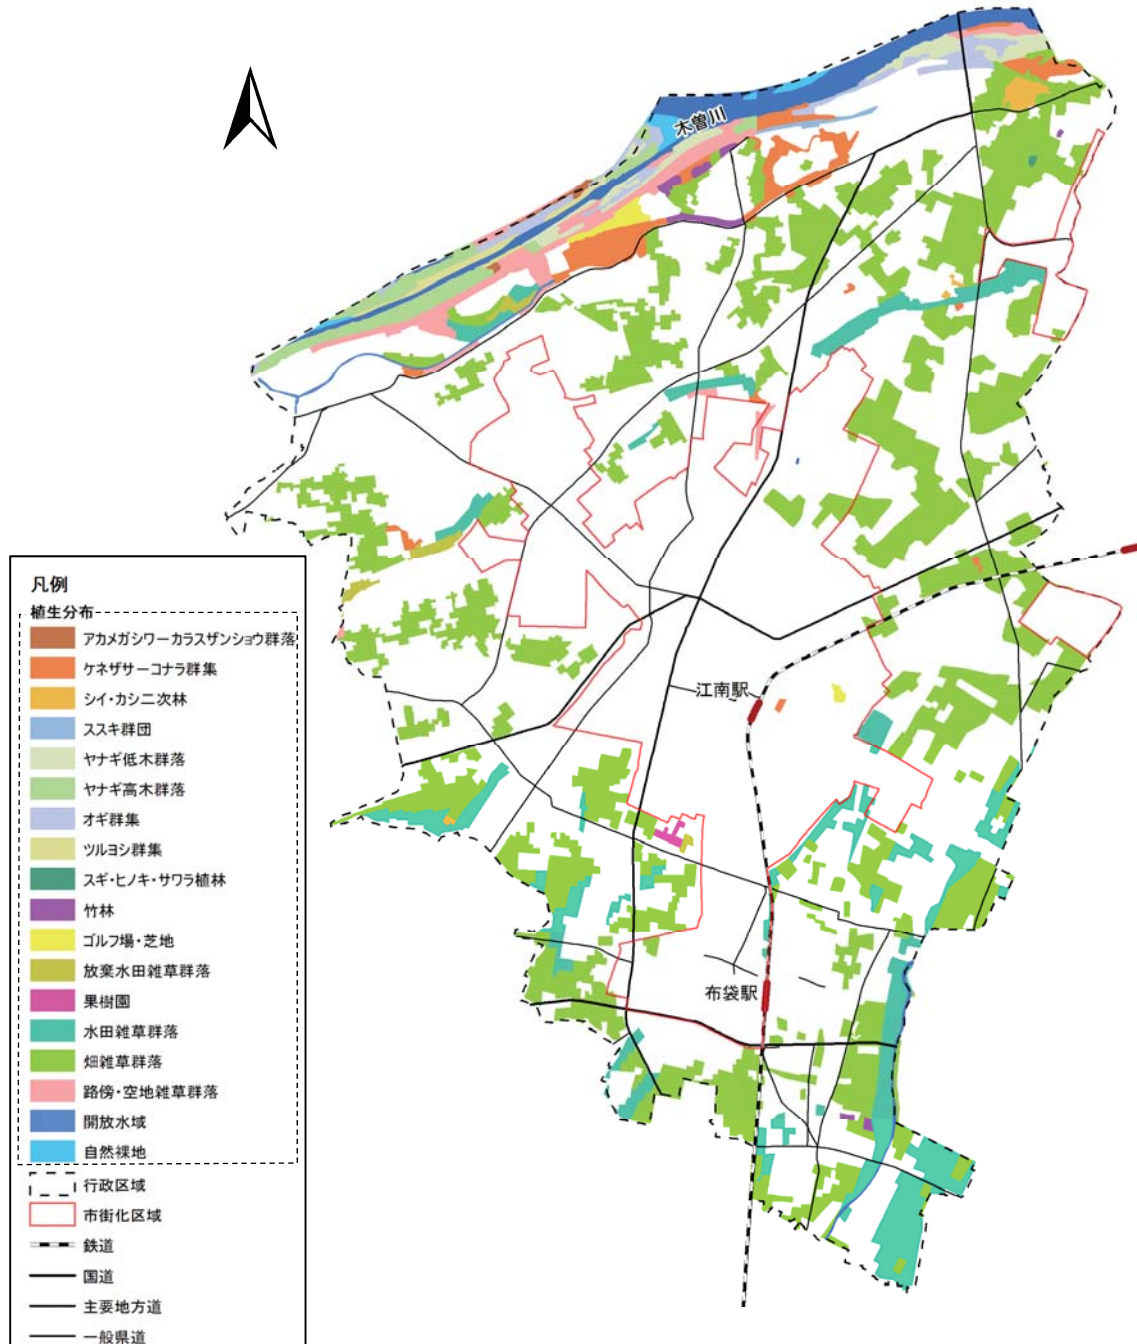 木曽川
江南駅
布袋駅
凡例
植生分布
アカメガシワーカラスザンショウ群落
ケネザサーコナラ群集
シイ・カシ二次林
ススキ群団
ヤナギ低木群落
ヤナギ高木群落
オギ群集
ツルヨシ群集
スギ・ヒノキ・サワラ植林
竹林
ゴルフ場・芝地
放棄水田雑草群落
果樹園
水田雑草群落
畑雑草群落
路傍・空地雑草群落
開放水域
自然裸地
行政区域
市街化区域
鉄道
国道
主要地方道
一般県道